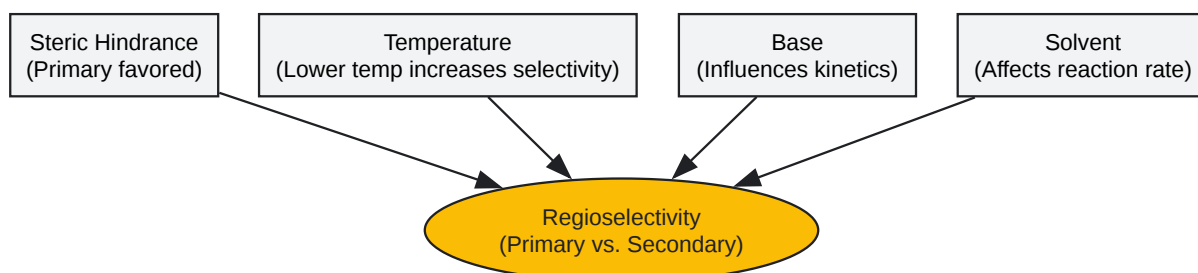 Steric Hindrance
(Primary favored)
Temperature
(Lower temp increases selectivity)
Base
(Influences kinetics)
Solvent
(Affects reaction rate)
Regioselectivity
(Primary vs. Secondary)